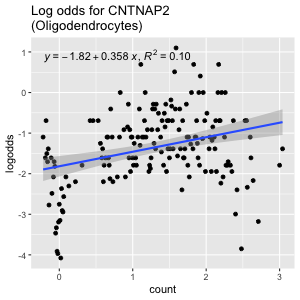 Log odds for CNTNAP2
(Oligodendrocytes)
y = −1.82 + 0.358 x, R² = 0.10
1
0
-1
-2
-3
-4
logodds
0
1
2
3
count